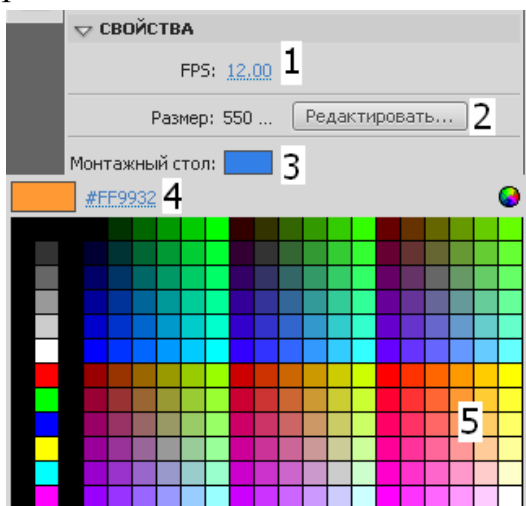 СВОЙСТВА
FPS: 12.00 1
Размер: 550 ... Редактировать... 2
Монтажный стол: 3
#FF9932 4
5